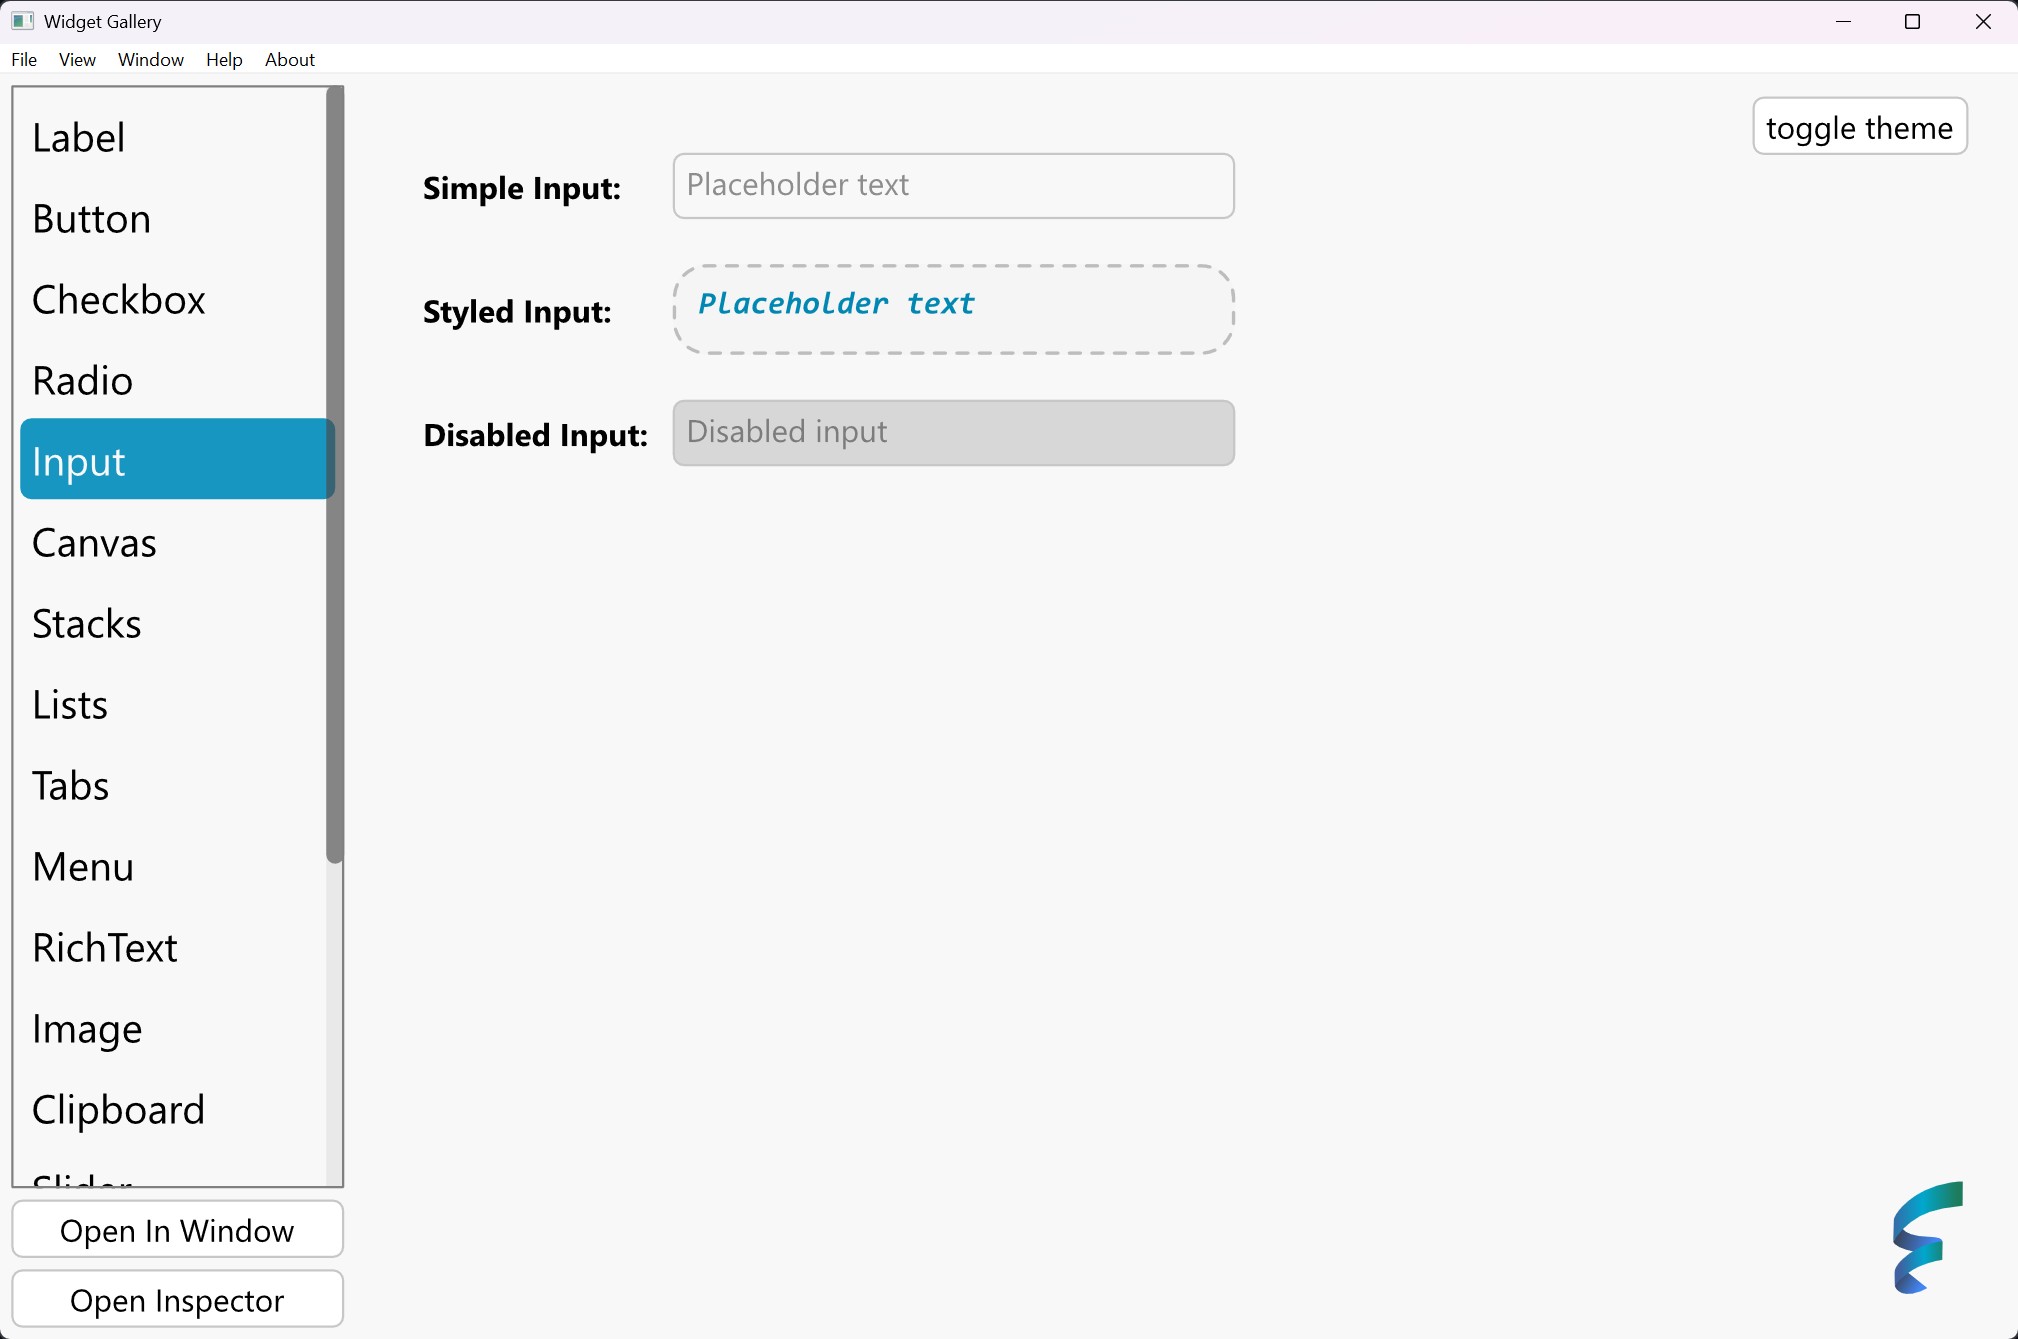 Widget Gallery
File View Window Help About
Label
Button
Checkbox
Radio
Input
Canvas
Stacks
Lists
Tabs
Menu
RichText
Image
Clipboard
Slider
Open In Window
Open Inspector
toggle theme
Simple Input: Placeholder text
Styled Input: Placeholder text
Disabled Input: Disabled input